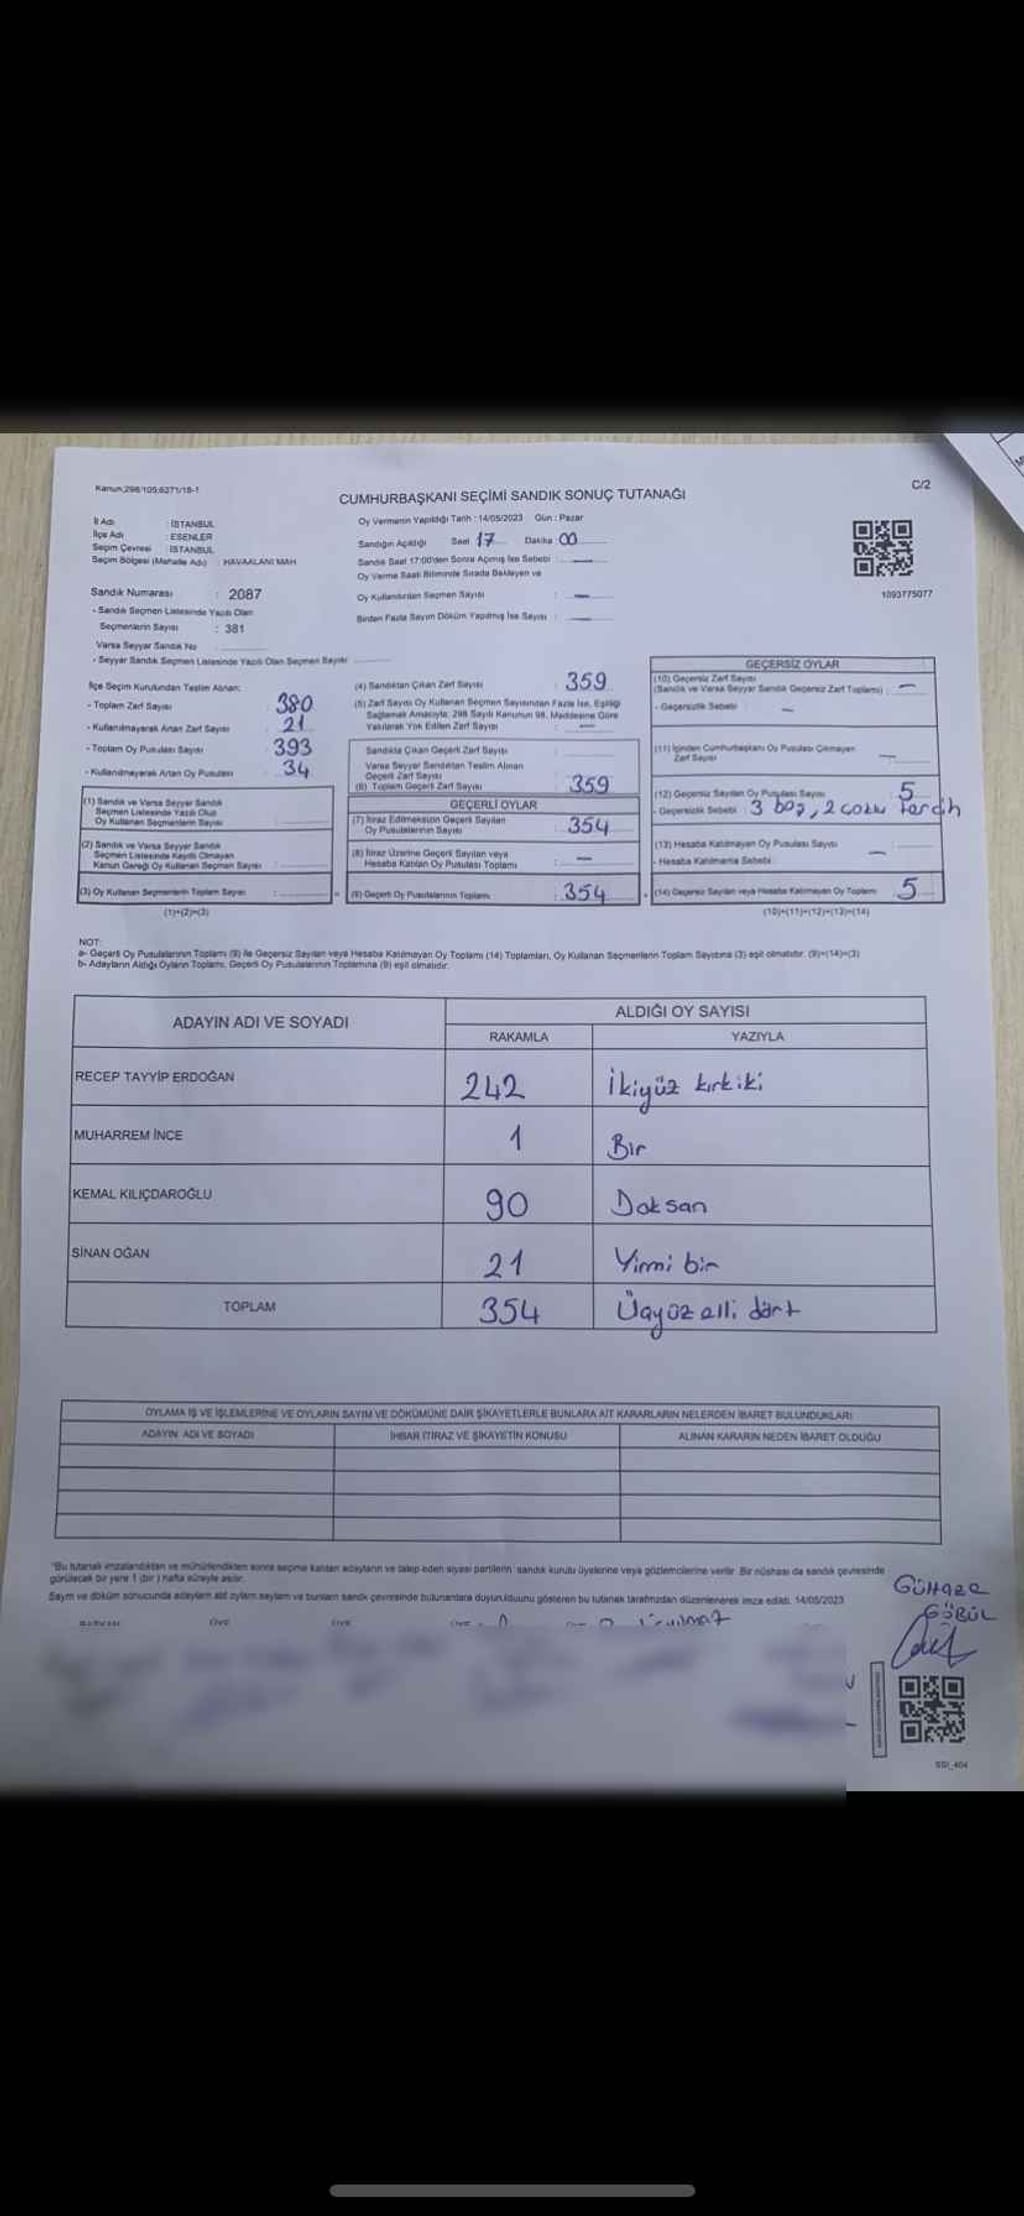 Kanun:298/105;6271/18-1
C/2
CUMHURBAŞKANI SEÇİMİ SANDIK SONUÇ TUTANAĞI
İl Adı : İSTANBUL
İlçe Adı : ESENLER
Seçim Çevresi : İSTANBUL
Seçim Bölgesi (Mahalle Adı) : HAVAALANI MAH
Sandık Numarası : 2087
- Sandık Seçmen Listesinde Yazılı Olan
Seçmenlerin Sayısı : 381
Varsa Seyyar Sandık No
- Seyyar Sandık Seçmen Listesinde Yazılı Olan Seçmen Sayısı
Oy Vermenin Yapıldığı Tarih : 14/05/2023 Gün : Pazar
Sandığın Açıldığı Saat 17 Dakika : 00
Sandık Saat 17:00'den Sonra Açılmış İse Sebebi : —
Oy Verme Saati Bitiminde Sırada Bekleyen ve
Oy Kullandırılan Seçmen Sayısı : —
Birden Fazla Sayım Döküm Yapılmış İse Sayısı : —
1093775077
İlçe Seçim Kurulundan Teslim Alınan:
- Toplam Zarf Sayısı : 380
- Kullanılmayarak Artan Zarf Sayısı : 21
- Toplam Oy Pusulası Sayısı : 393
- Kullanılmayarak Artan Oy Pusulası : 34
(1) Sandık ve Varsa Seyyar Sandık
Seçmen Listesinde Yazılı Olup
Oy Kullanan Seçmenlerin Sayısı
(2) Sandık ve Varsa Seyyar Sandık
Seçmen Listesinde Kayıtlı Olmayan
Kanun Gereği Oy Kullanan Seçmen Sayısı
(3) Oy Kullanan Seçmenlerin Toplam Sayısı :
(1)+(2)=(3)
(4) Sandıktan Çıkan Zarf Sayısı : 359
(5) Zarf Sayısı Oy Kullanan Seçmen Sayısından Fazla İse, Eşitliği
Sağlamak Amacıyla, 298 Sayılı Kanunun 98. Maddesine Göre
Yakılarak Yok Edilen Zarf Sayısı : —
Sandıkta Çıkan Geçerli Zarf Sayısı
Varsa Seyyar Sandıktan Teslim Alınan
Geçerli Zarf Sayısı
(6) Toplam Geçerli Zarf Sayısı : 359
GEÇERLİ OYLAR
(7) İtiraz Edilmeksizin Geçerli Sayılan
Oy Pusulalarının Sayısı : 354
(8) İtiraz Üzerine Geçerli Sayılan veya
Hesaba Katılan Oy Pusulası Toplamı : —
(9) Geçerli Oy Pusulalarının Toplamı : 354
GEÇERSİZ OYLAR
(10) Geçersiz Zarf Sayısı
(Sandık ve Varsa Seyyar Sandık Geçersiz Zarf Toplamı) : —
- Geçersizlik Sebebi : —
(11) İçinden Cumhurbaşkanı Oy Pusulası Çıkmayan
Zarf Sayısı —
(12) Geçersiz Sayılan Oy Pusulası Sayısı : 5
- Geçersizlik Sebebi : 3 boş, 2 çoklu tercih
(13) Hesaba Katılmayan Oy Pusulası Sayısı : —
- Hesaba Katılmama Sebebi
(14) Geçersiz Sayılan veya Hesaba Katılmayan Oy Toplamı : 5
(10)+(11)+(12)+(13)=(14)
NOT:
a- Geçerli Oy Pusulalarının Toplamı (9) ile Geçersiz Sayılan veya Hesaba Katılmayan Oy Toplamı (14) Toplamları, Oy Kullanan Seçmenlerin Toplam Sayısına (3) eşit olmalıdır. (9)+(14)=(3)
b- Adayların Aldığı Oyların Toplamı, Geçerli Oy Pusulalarının Toplamına (9) eşit olmalıdır.
ADAYIN ADI VE SOYADI
ALDIĞI OY SAYISI
RAKAMLA YAZIYLA
RECEP TAYYİP ERDOĞAN 242 İkiyüz kırkiki
MUHARREM İNCE 1 Bir
KEMAL KILIÇDAROĞLU 90 Doksan
SİNAN OĞAN 21 Yirmi bir
TOPLAM 354 Üçyüz elli dört
OYLAMA İŞ VE İŞLEMLERİNE VE OYLARIN SAYIM VE DÖKÜMÜNE DAİR ŞİKAYETLERLE BUNLARA AİT KARARLARIN NELERDEN İBARET BULUNDUKLARI
ADAYIN ADI VE SOYADI İHBAR İTİRAZ VE ŞİKAYETİN KONUSU ALINAN KARARIN NEDEN İBARET OLDUĞU
"Bu tutanak imzalandıktan ve mühürlendikten sonra seçime katılan adayların ve talep eden siyasi partilerin sandık kurulu üyelerine veya gözlemcilerine verilir. Bir nüshası da sandık çevresinde
görülecek bir yere 1 (bir) hafta süreyle asılır.
Sayım ve döküm sonucunda adayların aldığı oyların sayılarını ve bunların sandık çevresinde bulunanlara duyurulduğunu gösteren bu tutanak tarafımızdan düzenlenerek imza edildi. 14/05/2023
GÖBÜL